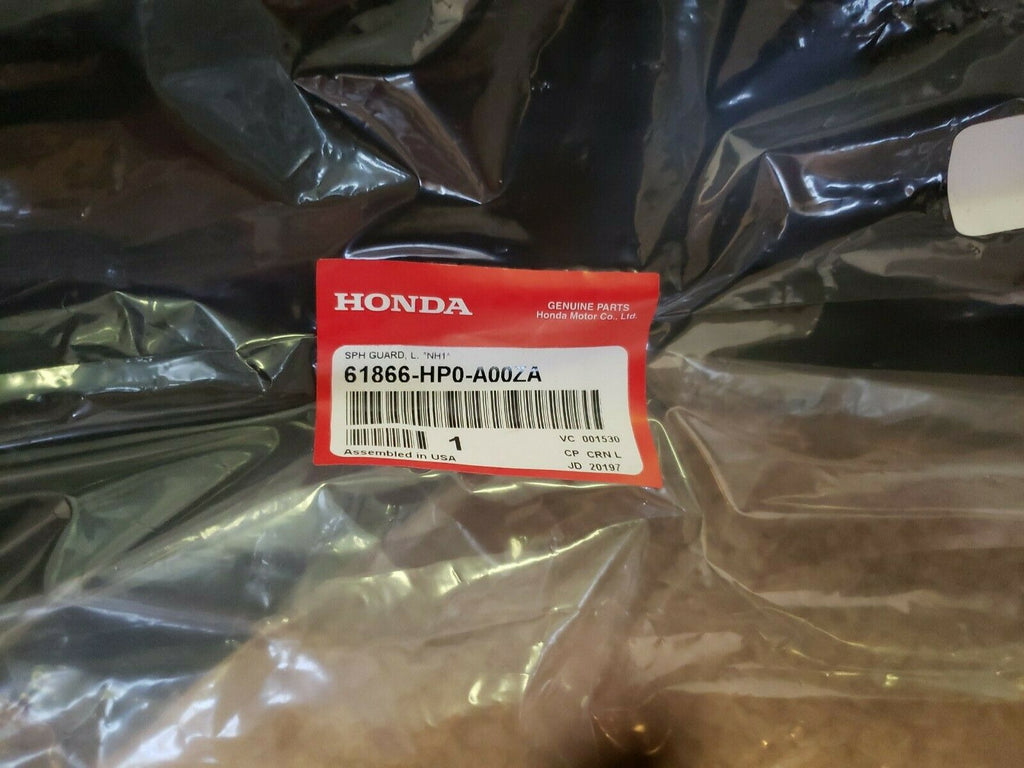 HONDA
GENUINE PARTS
Honda Motor Co., Ltd.
SPH GUARD, L. *NH1*
61866-HP0-A00ZA
1
VC 001530
Assembled in USA
CP CRN L
JD 20197